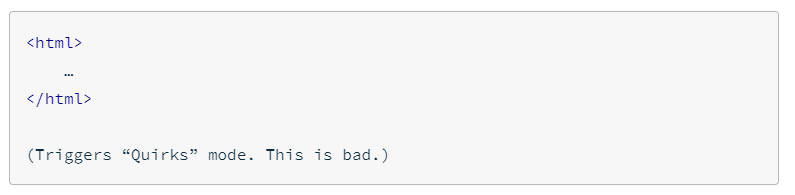 <html>
…
</html>
(Triggers “Quirks” mode. This is bad.)